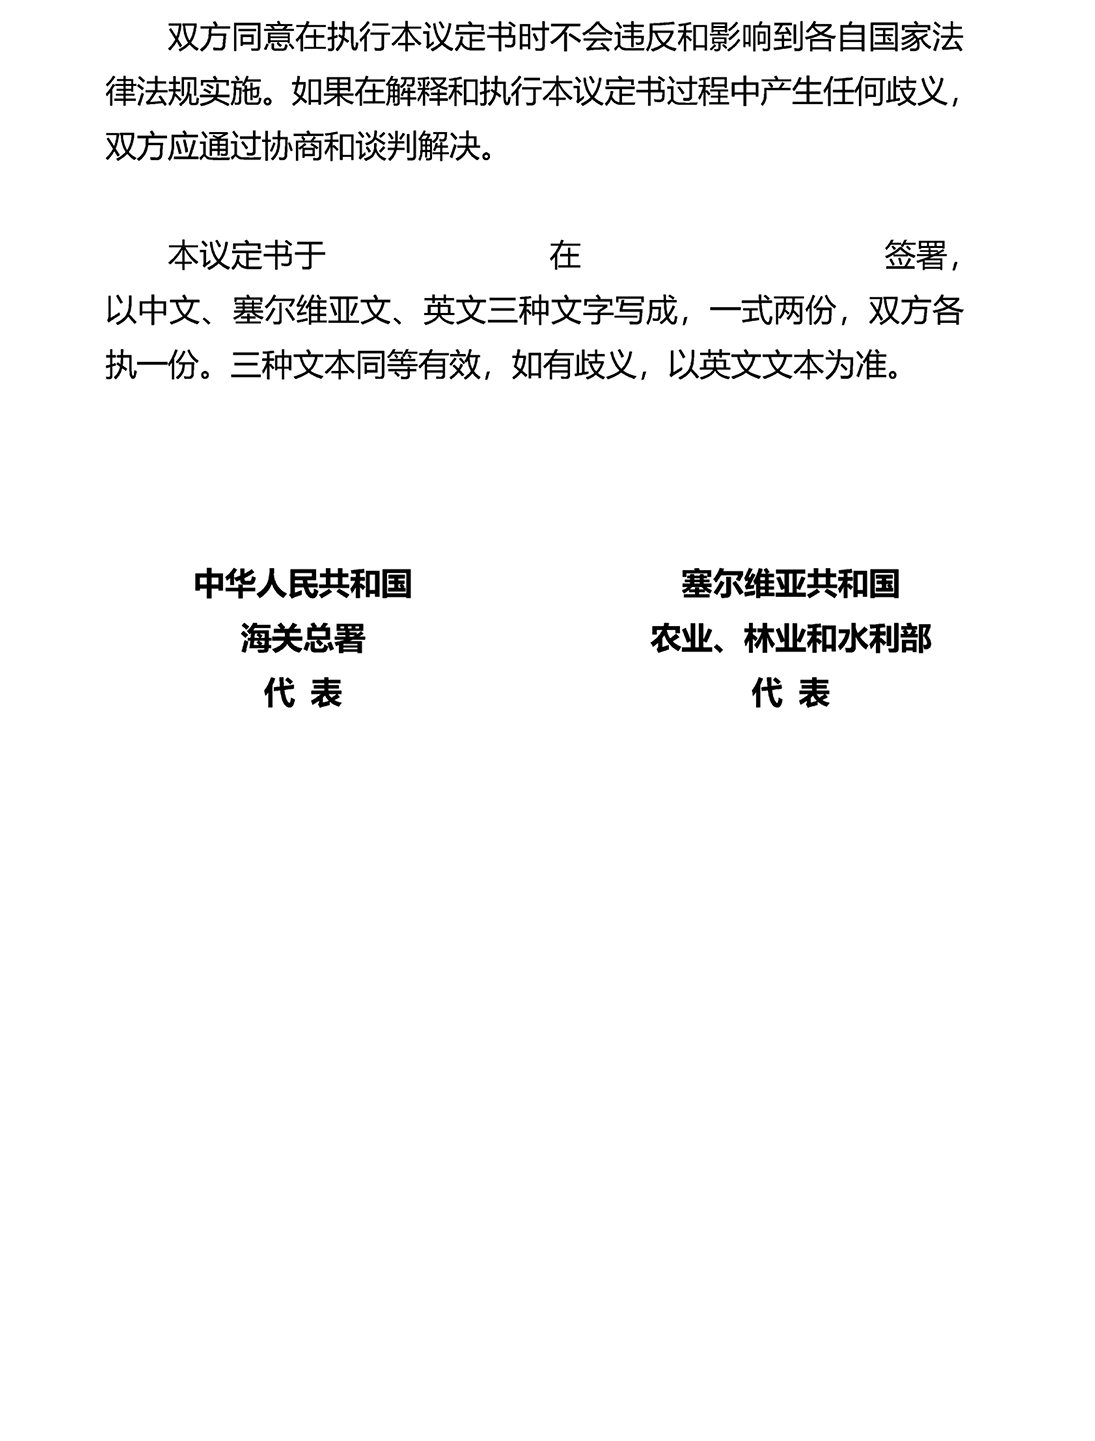 双方同意在执行本议定书时不会违反和影响到各自国家法
律法规实施。如果在解释和执行本议定书过程中产生任何歧义，
双方应通过协商和谈判解决。
本议定书于 在 签署，
以中文、塞尔维亚文、英文三种文字写成，一式两份，双方各
执一份。三种文本同等有效，如有歧义，以英文文本为准。
中华人民共和国 塞尔维亚共和国
海关总署 农业、林业和水利部
代 表 代 表